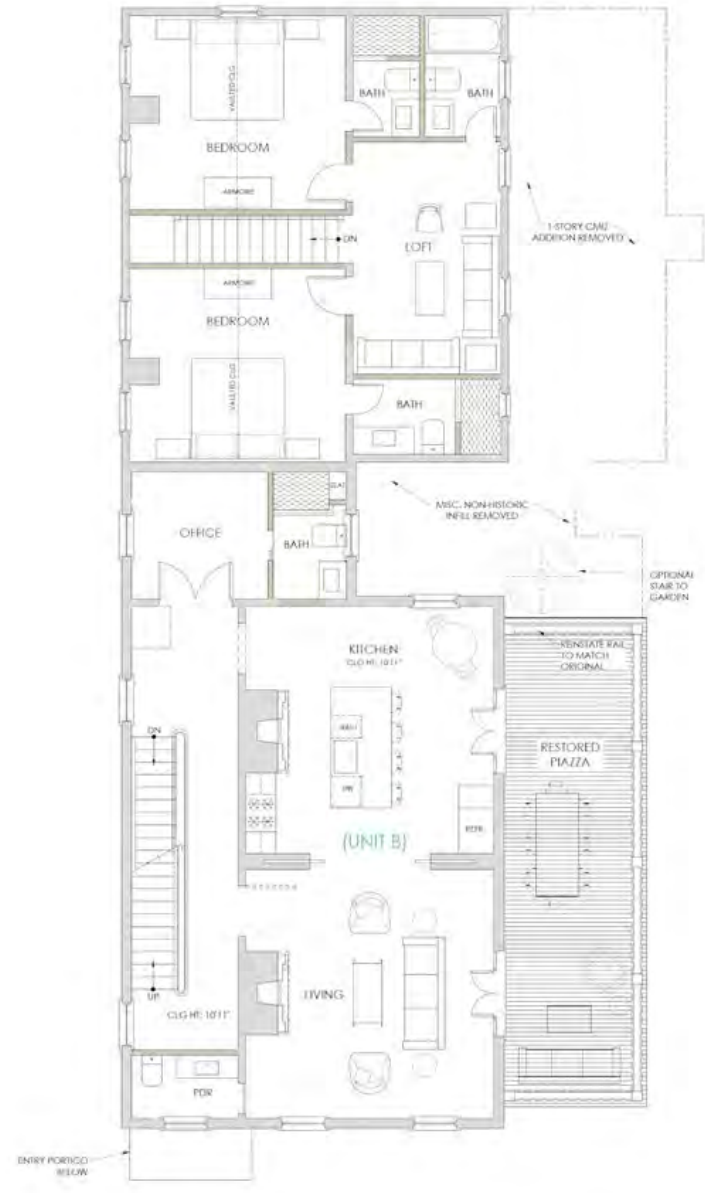 BATH
BATH
VAULTED CLG
BEDROOM
ARMOIRE
1-STORY CMU
ADDITION REMOVED
DN
LOFT
ARMOIRE
BEDROOM
VAULTED CLG
BATH
SEAT
MISC. NON-HISTORIC
INFILL REMOVED
OFFICE
BATH
OPTIONAL
STAIR TO
GARDEN
KITCHEN
CLG HT: 10'11"
REINSTATE RAIL
TO MATCH
ORIGINAL
DN
RESTORED
PIAZZA
DW
REFR.
(UNIT B)
LIVING
UP
CLG HT: 10'11"
PDR
ENTRY PORTICO
BELOW